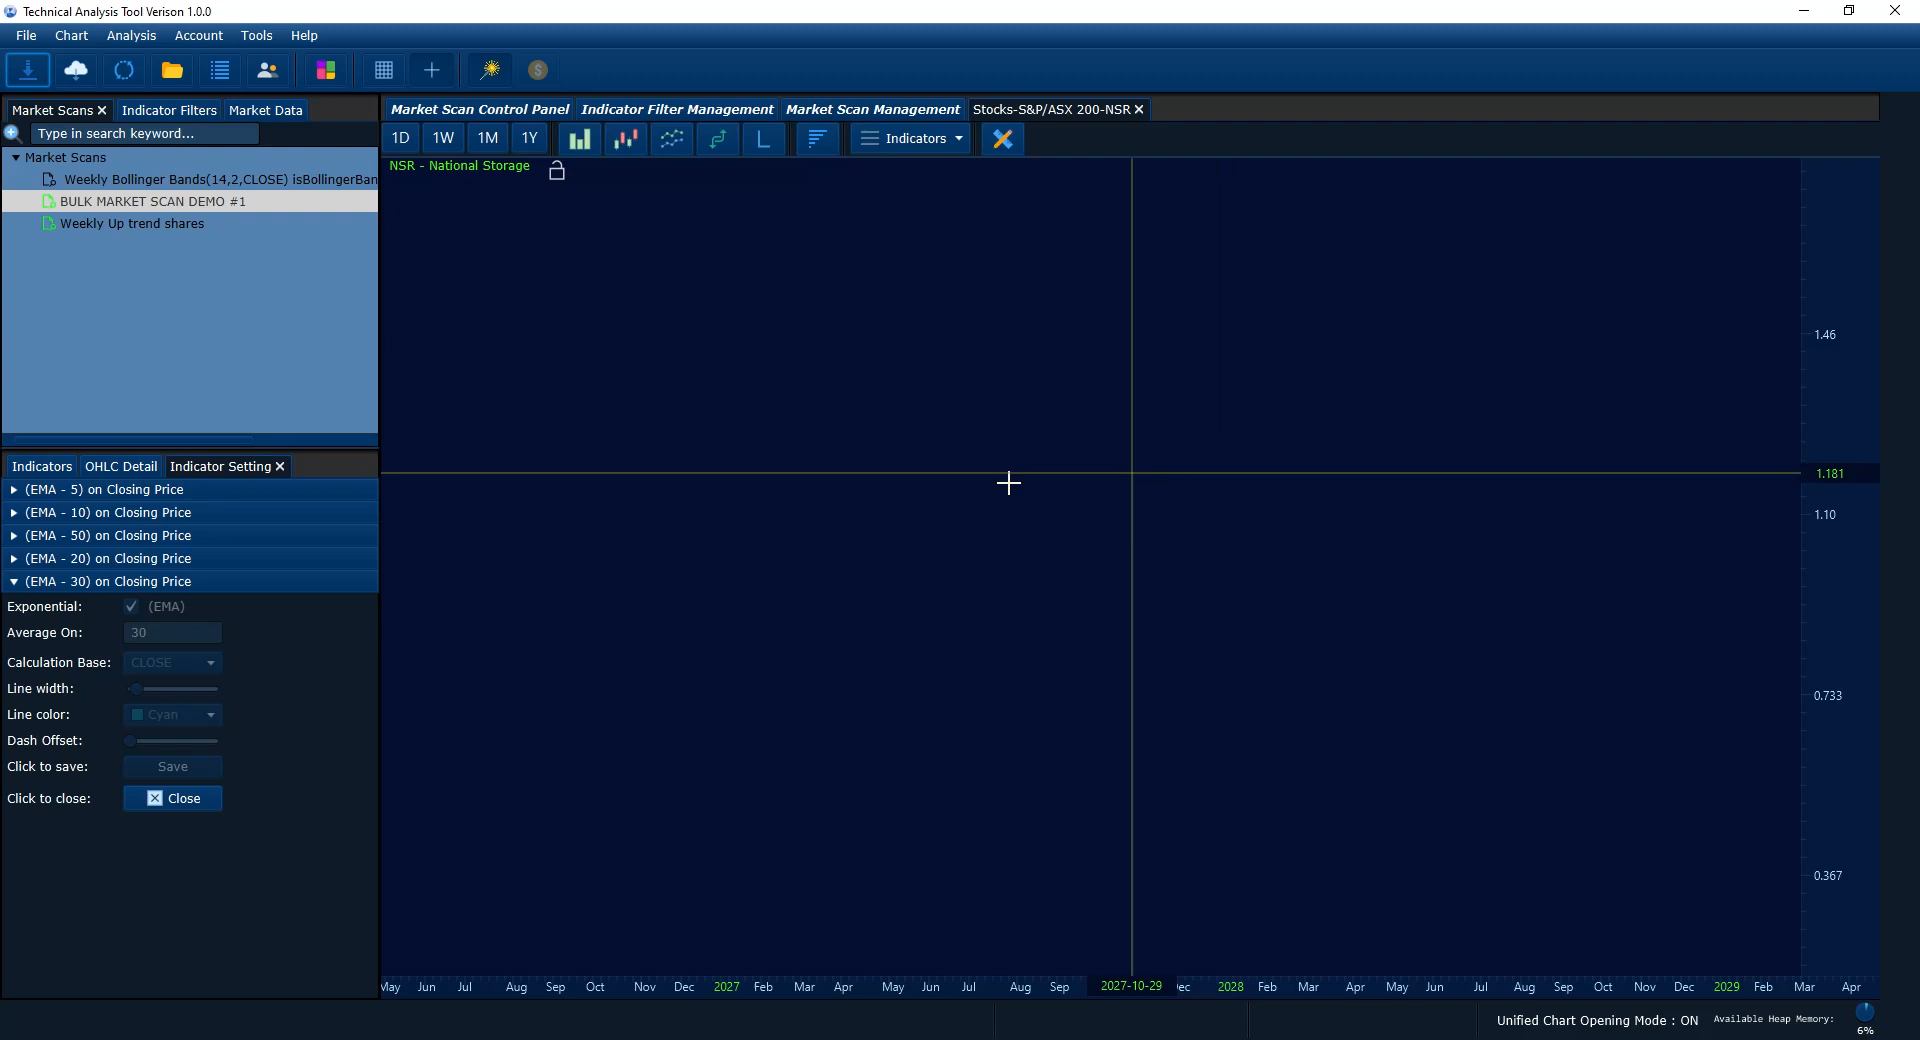 Technical Analysis Tool Verison 1.0.0
File Chart Analysis Account Tools Help
Market Scans Indicator Filters Market Data
Market Scan Control Panel Indicator Filter Management Market Scan Management Stocks-S&P/ASX 200-NSR
Type in search keyword...
1D 1W 1M 1Y Indicators
Market Scans
Weekly Bollinger Bands(14,2,CLOSE) isBollingerBan
BULK MARKET SCAN DEMO #1
Weekly Up trend shares
NSR - National Storage
1.46
1.181
1.10
0.733
0.367
Indicators OHLC Detail Indicator Setting
(EMA - 5) on Closing Price
(EMA - 10) on Closing Price
(EMA - 50) on Closing Price
(EMA - 20) on Closing Price
(EMA - 30) on Closing Price
Exponential: (EMA)
Average On: 30
Calculation Base: CLOSE
Line width:
Line color: Cyan
Dash Offset:
Click to save: Save
Click to close: Close
May Jun Jul Aug Sep Oct Nov Dec 2027 Feb Mar Apr May Jun Jul Aug Sep 2027-10-29 ec 2028 Feb Mar Apr May Jun Jul Aug Sep Oct Nov Dec 2029 Feb Mar Apr
Unified Chart Opening Mode : ON Available Heap Memory:
6%